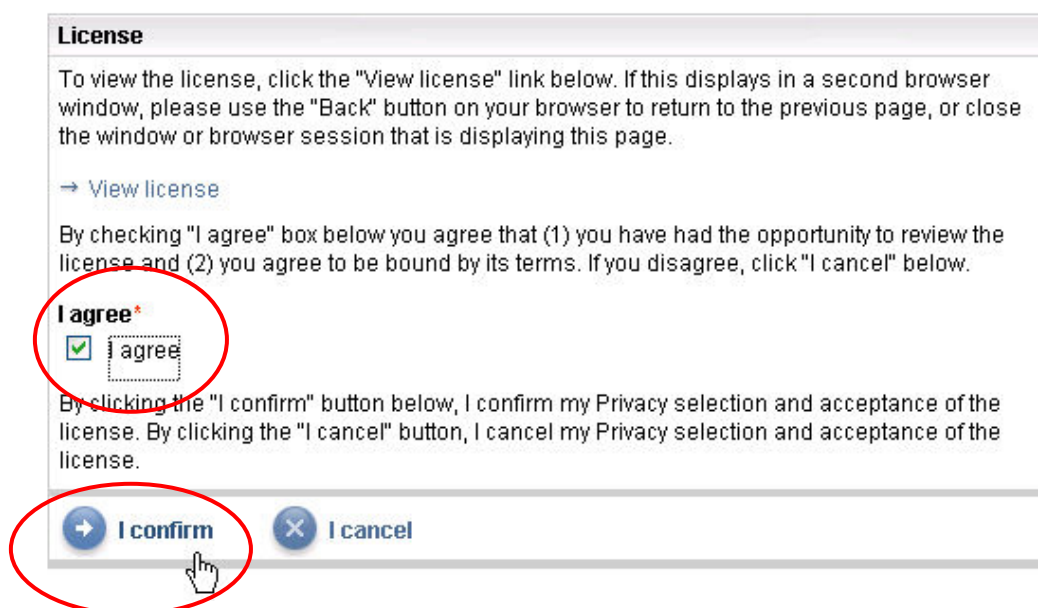 License
To view the license, click the "View license" link below. If this displays in a second browser
window, please use the "Back" button on your browser to return to the previous page, or close
the window or browser session that is displaying this page.
→ View license
By checking "I agree" box below you agree that (1) you have had the opportunity to review the
license and (2) you agree to be bound by its terms. If you disagree, click "I cancel" below.
I agree*
I agree
By clicking the "I confirm" button below, I confirm my Privacy selection and acceptance of the
license. By clicking the "I cancel" button, I cancel my Privacy selection and acceptance of the
license.
I confirm I cancel